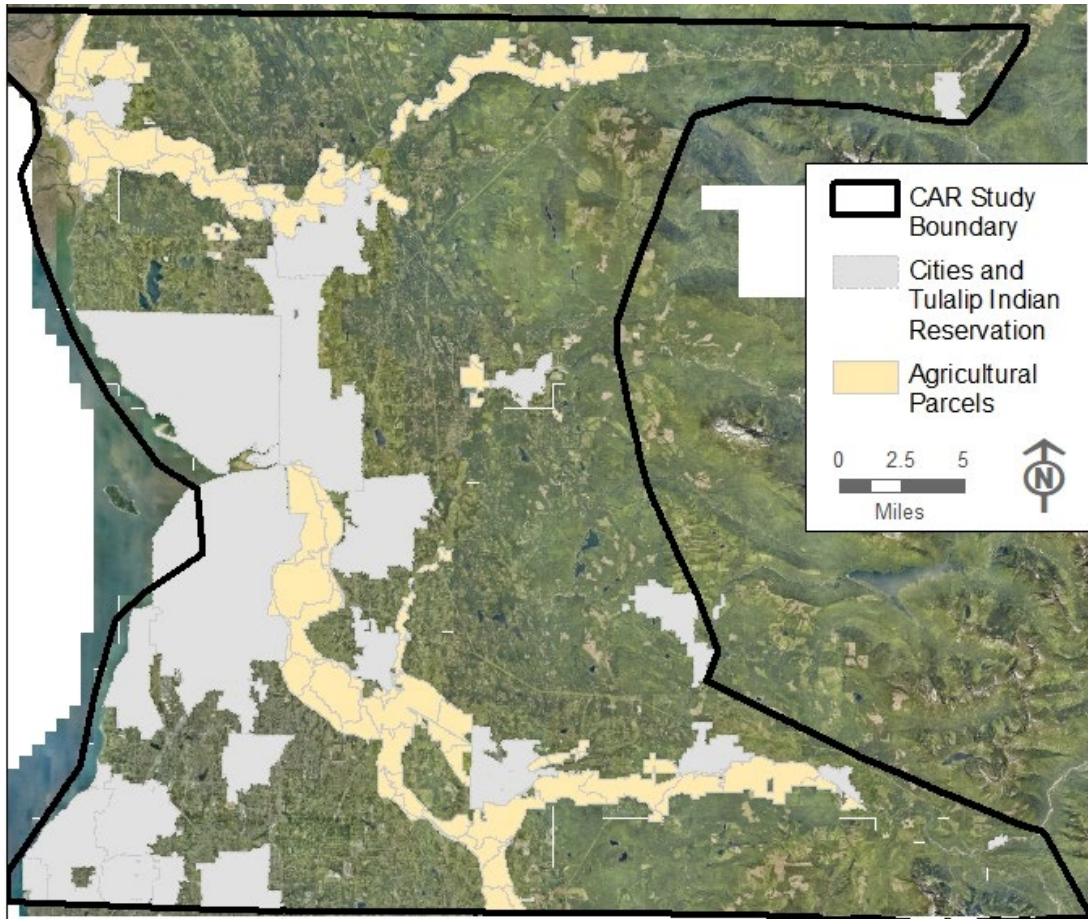 CAR Study
Boundary
Cities and
Tulalip Indian
Reservation
Agricultural
Parcels
0 2.5 5
Miles
N